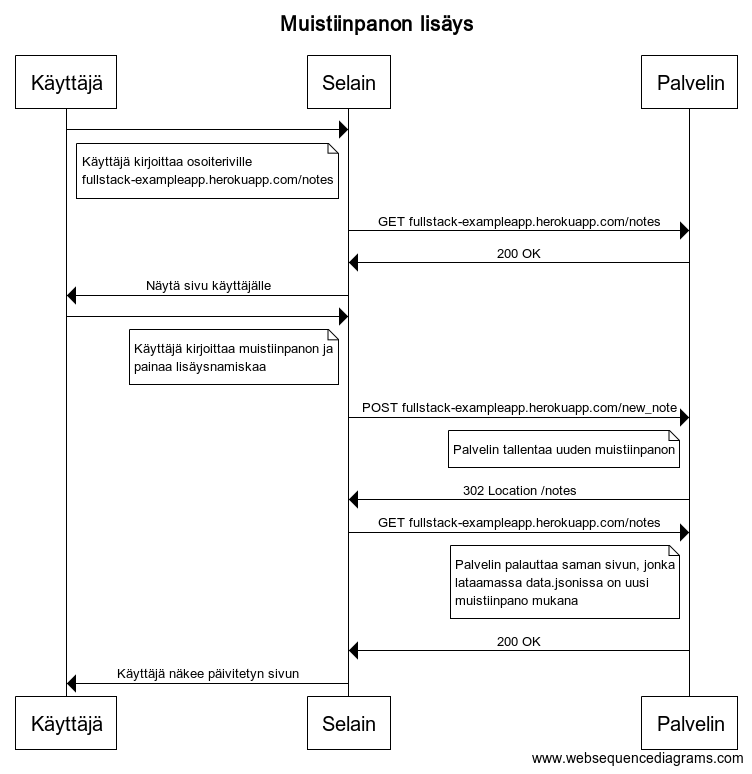 Muistiinpanon lisäys
Käyttäjä
Selain
Palvelin
Käyttäjä kirjoittaa osoiteriville
fullstack-exampleapp.herokuapp.com/notes
GET fullstack-exampleapp.herokuapp.com/notes
200 OK
Näytä sivu käyttäjälle
Käyttäjä kirjoittaa muistiinpanon ja
painaa lisäysnamiskaa
POST fullstack-exampleapp.herokuapp.com/new_note
Palvelin tallentaa uuden muistiinpanon
302 Location /notes
GET fullstack-exampleapp.herokuapp.com/notes
Palvelin palauttaa saman sivun, jonka
lataamassa data.jsonissa on uusi
muistiinpano mukana
200 OK
Käyttäjä näkee päivitetyn sivun
Käyttäjä
Selain
Palvelin
www.websequencediagrams.com